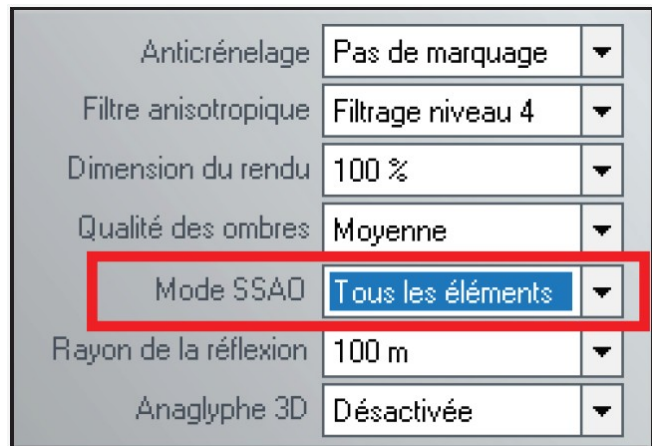 Anticrénelage Pas de marquage
Filtre anisotropique Filtrage niveau 4
Dimension du rendu 100 %
Qualité des ombres Moyenne
Mode SSAO Tous les éléments
Rayon de la réflexion 100 m
Anaglyphe 3D Désactivée